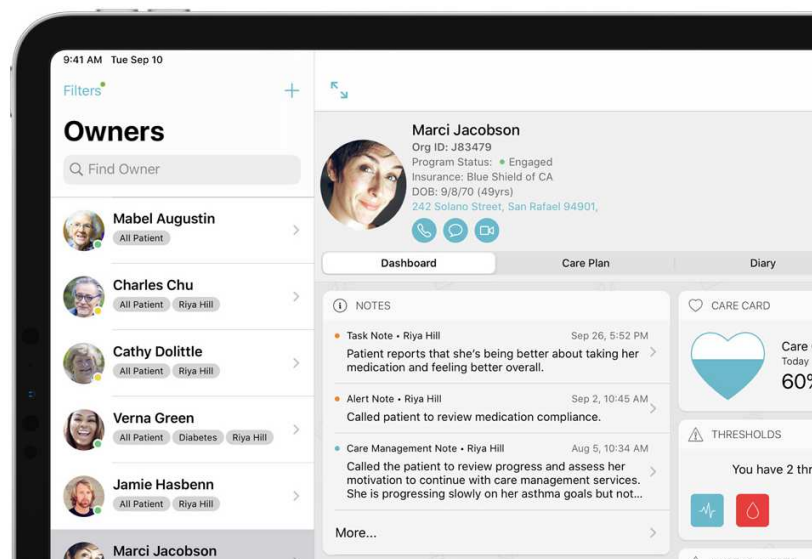 9:41 AM Tue Sep 10
Filters
Owners
Find Owner
Mabel Augustin
All Patient
Charles Chu
All Patient Riya Hill
Cathy Dolittle
All Patient Riya Hill
Verna Green
All Patient Diabetes Riya Hill
Jamie Hasbenn
All Patient Riya Hill
Marci Jacobson
Marci Jacobson
Org ID: J83479
Program Status: • Engaged
Insurance: Blue Shield of CA
DOB: 9/8/70 (49yrs)
242 Solano Street, San Rafael 94901,
Dashboard Care Plan Diary
NOTES
Task Note • Riya Hill Sep 26, 5:52 PM
Patient reports that she's being better about taking her
medication and feeling better overall.
Alert Note • Riya Hill Sep 2, 10:45 AM
Called patient to review medication compliance.
Care Management Note • Riya Hill Aug 5, 10:34 AM
Called the patient to review progress and assess her
motivation to continue with care management services.
She is progressing slowly on her asthma goals but not...
More...
CARE CARD
Care
Today
60%
THRESHOLDS
You have 2 thr